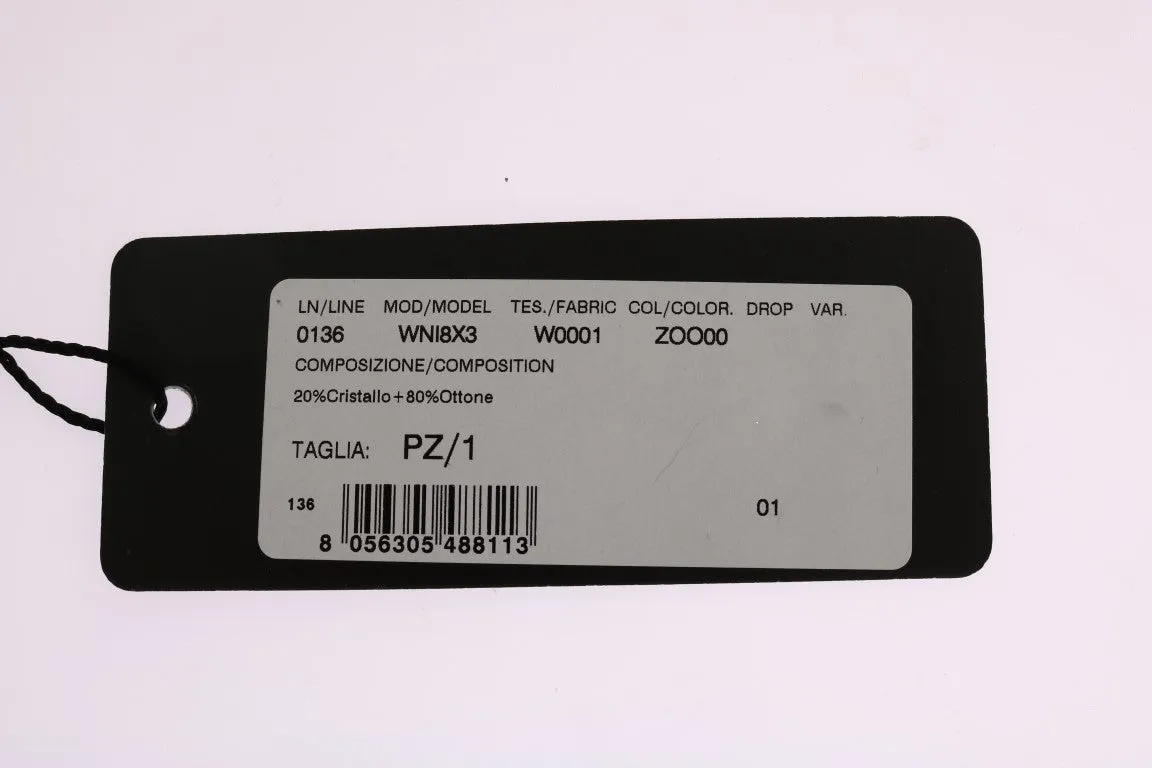 LN/LINE MOD/MODEL TES./FABRIC COL/COLOR. DROP VAR.
0136 WNI8X3 W0001 ZOO00
COMPOSIZIONE/COMPOSITION
20%Cristallo+80%Ottone
TAGLIA: PZ/1
136 01
8 056305 488113